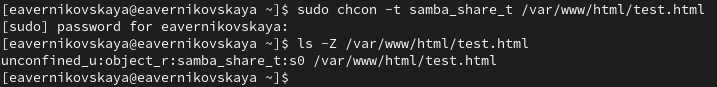 [eavernikovskaya@eavernikovskaya ~]$ sudo chcon -t samba_share_t /var/www/html/test.html
[sudo] password for eavernikovskaya:
[eavernikovskaya@eavernikovskaya ~]$ ls -Z /var/www/html/test.html
unconfined_u:object_r:samba_share_t:s0 /var/www/html/test.html
[eavernikovskaya@eavernikovskaya ~]$